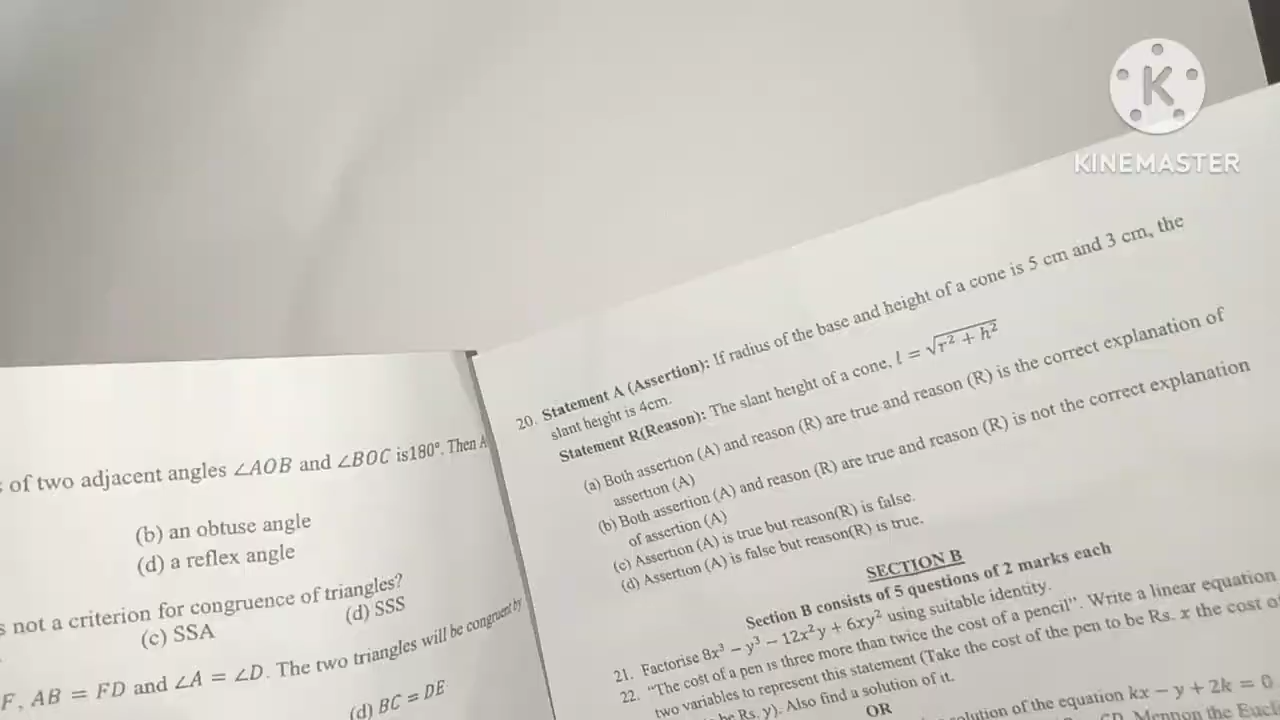 K
KINEMASTER
of two adjacent angles ∠AOB and ∠BOC is180°. Then
(b) an obtuse angle
(d) a reflex angle
not a criterion for congruence of triangles?
(c) SSA
(d) SSS
F, AB = FD and ∠A = ∠D. The two triangles will be congruent by
(d) BC = DE
20. Statement A (Assertion): If radius of the base and height of a cone is 5 cm and 3 cm, the
slant height is 4cm.
Statement R(Reason): The slant height of a cone, l = √r² + h²
(a) Both assertion (A) and reason (R) are true and reason (R) is the correct explanation of
assertion (A)
(b) Both assertion (A) and reason (R) are true and reason (R) is not the correct explanation
of assertion (A)
(c) Assertion (A) is true but reason(R) is false.
(d) Assertion (A) is false but reason(R) is true.
SECTION B
Section B consists of 5 questions of 2 marks each
21. Factorise 8x³ − y³ − 12x²y + 6xy² using suitable identity.
22. “The cost of a pen is three more than twice the cost of a pencil”. Write a linear equation
two variables to represent this statement (Take the cost of the pen to be Rs. x the cost
be Rs. y). Also find a solution of it.
OR
of the equation kx − y + 2k = 0
the